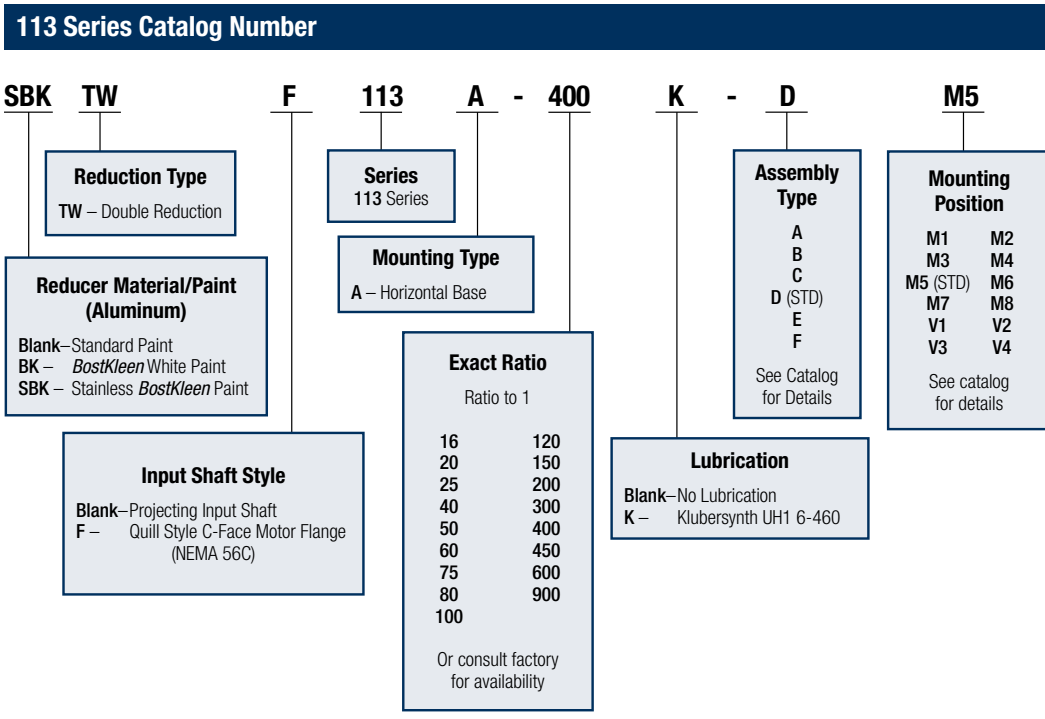 113 Series Catalog Number
SBK TW F 113 A - 400 K - D M5
Reduction Type
TW – Double Reduction
Series
113 Series
Assembly
Type
A
B
C
D (STD)
E
F
See Catalog
for Details
Mounting
Position
M1 M2
M3 M4
M5 (STD) M6
M7 M8
V1 V2
V3 V4
See catalog
for details
Mounting Type
A – Horizontal Base
Reducer Material/Paint
(Aluminum)
Blank–Standard Paint
BK – BostKleen White Paint
SBK – Stainless BostKleen Paint
Exact Ratio
Ratio to 1
16 120
20 150
25 200
40 300
50 400
60 450
75 600
80 900
100
Or consult factory
for availability
Input Shaft Style
Blank–Projecting Input Shaft
F – Quill Style C-Face Motor Flange
(NEMA 56C)
Lubrication
Blank–No Lubrication
K – Klubersynth UH1 6-460